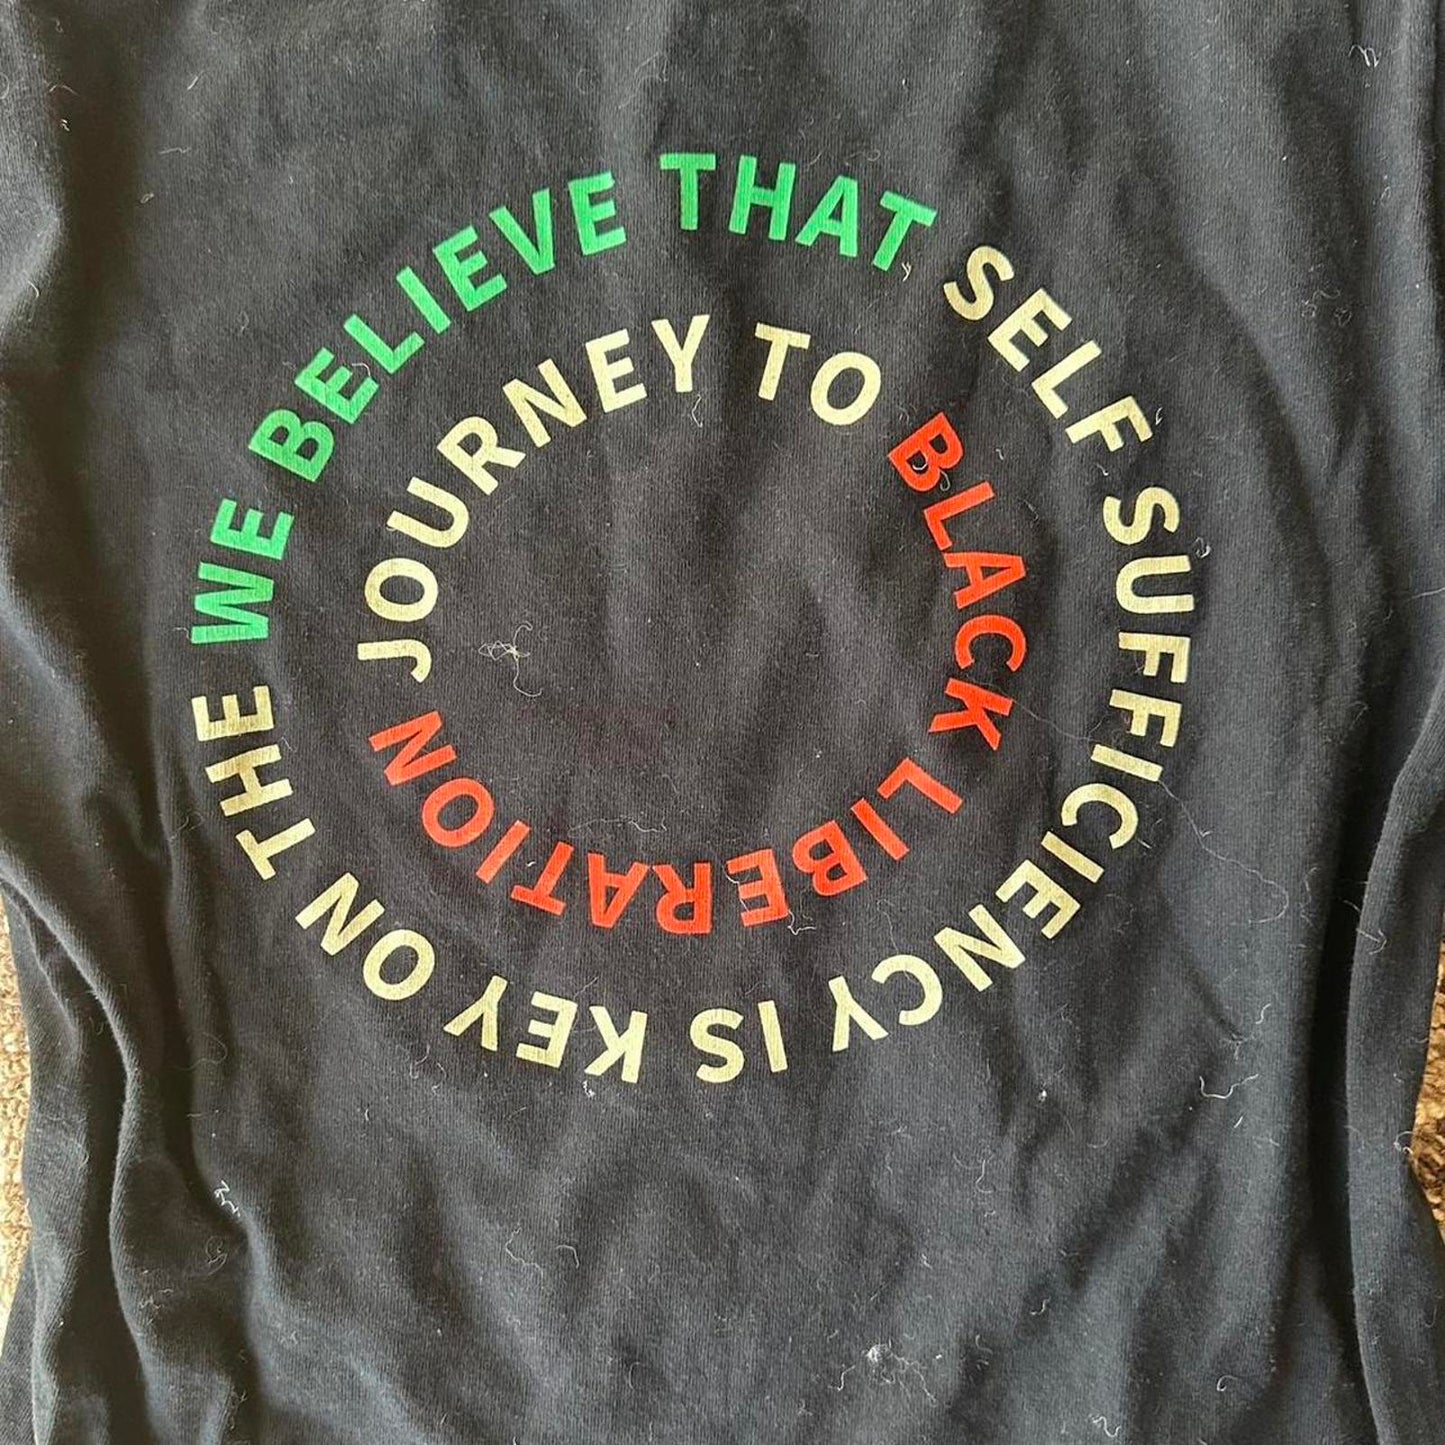 WE BELIEVE THAT SELF SUFFICIENCY IS KEY ON THE
JOURNEY TO BLACK LIBERATION